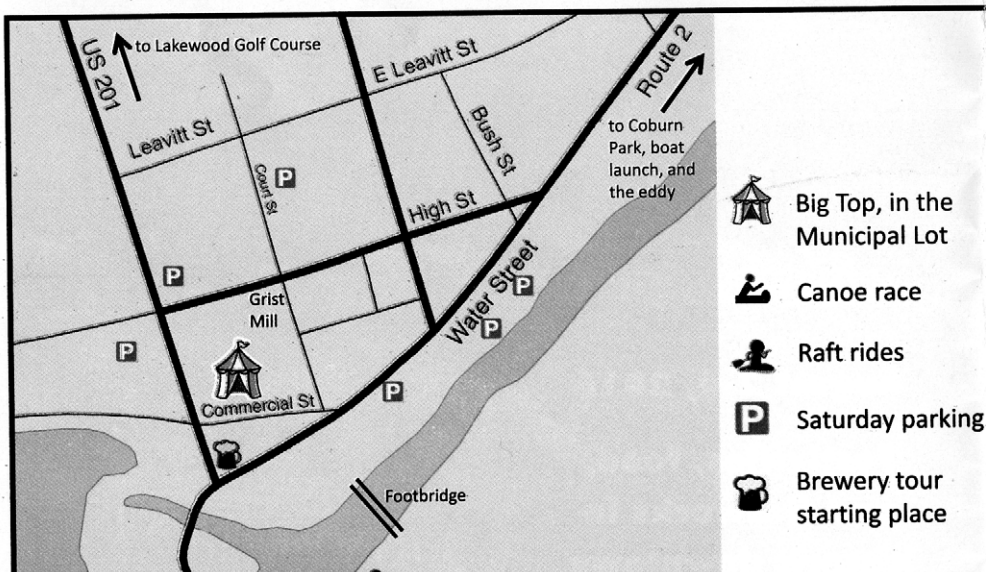 to Lakewood Golf Course
US 201
E Leavitt St
Route 2
Leavitt St
Court St
P
Bush St
to Coburn
Park, boat
launch, and
the eddy
High St
P
Grist
Mill
Water Street
P
P
P
P
Commercial St
Footbridge
Big Top, in the
Municipal Lot
Canoe race
Raft rides
P Saturday parking
Brewery tour
starting place